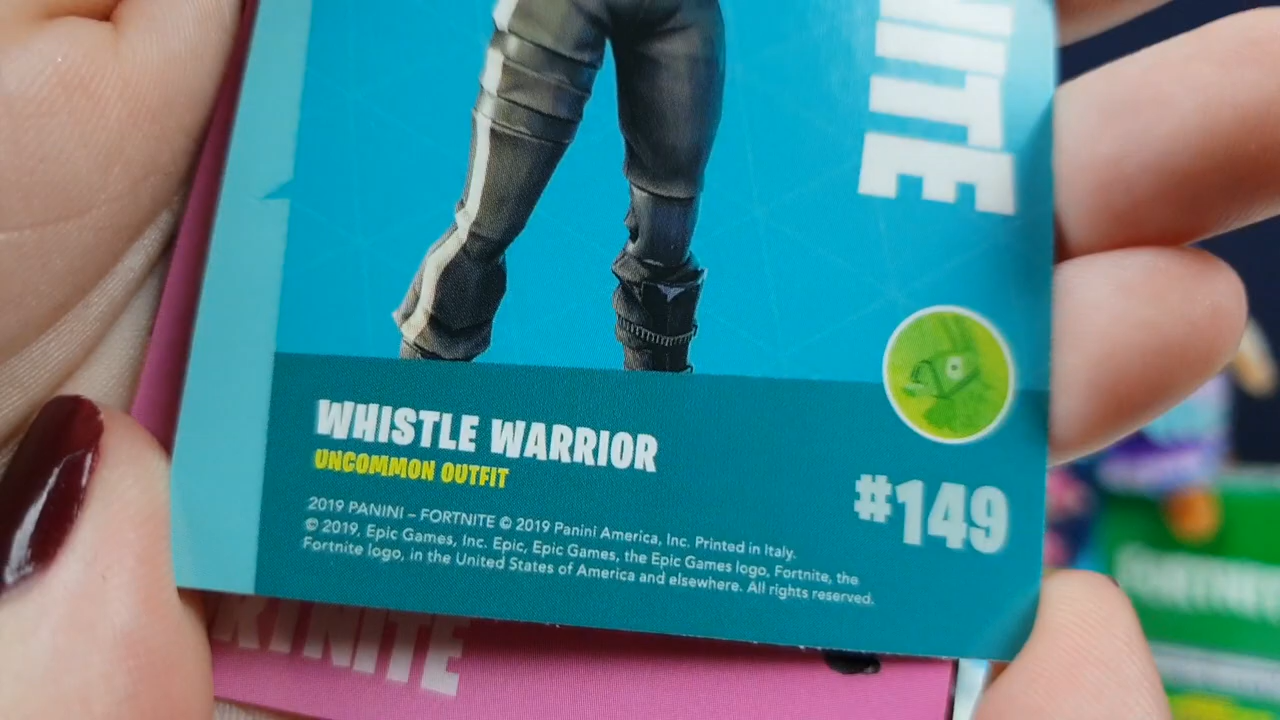 NITE
WHISTLE WARRIOR
UNCOMMON OUTFIT
#149
2019 PANINI – FORTNITE © 2019 Panini America, Inc. Printed in Italy.
© 2019, Epic Games, Inc. Epic, Epic Games, the Epic Games logo, Fortnite, the
Fortnite logo, in the United States of America and elsewhere. All rights reserved.
RTNITE
FORTNITE